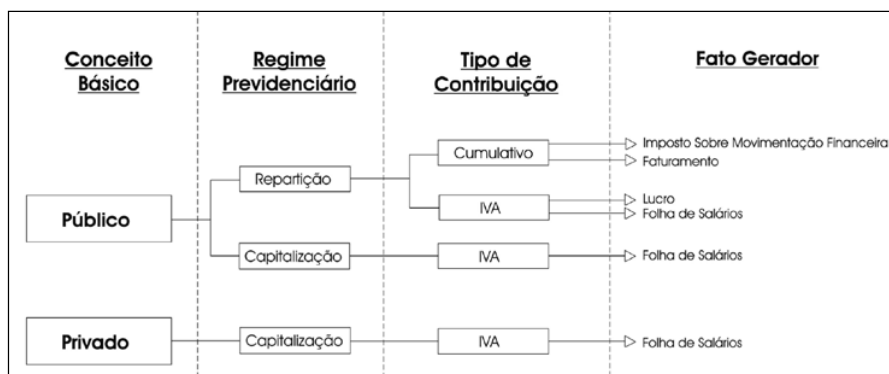 Conceito
Básico
Regime
Previdenciário
Tipo de
Contribuição
Fato Gerador
Público
Repartição
Cumulativo
Imposto Sobre Movimentação Financeira
Faturamento
IVA
Lucro
Folha de Salários
Capitalização
IVA
Folha de Salários
Privado
Capitalização
IVA
Folha de Salários